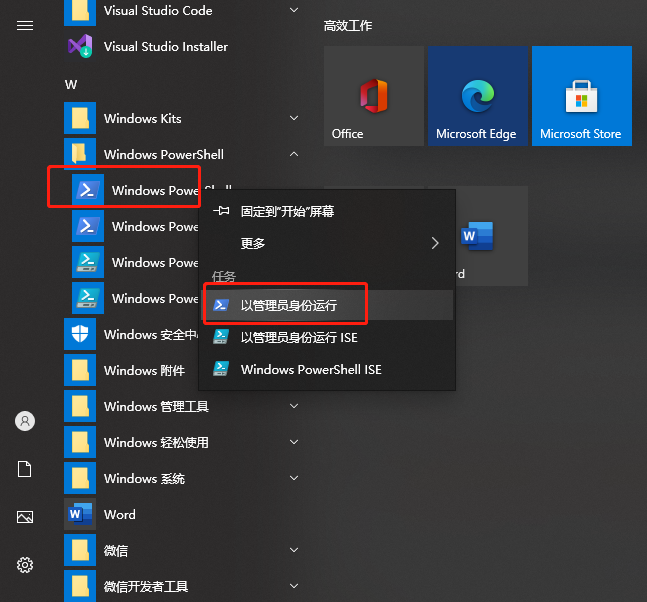 Visual Studio Code
Visual Studio Installer
W
Windows Kits
Windows PowerShell
Windows Powe
Shell
Windows Powe
Windows Powe
Windows Powe
Windows 安全中
Windows 附件
Windows 管理工具
Windows 轻松使用
Windows 系统
Word
微信
微信开发者工具
固定到"开始"屏幕
更多
任务
以管理员身份运行
以管理员身份运行 ISE
Windows PowerShell ISE
高效工作
Office
Microsoft Edge
Microsoft Store
rd